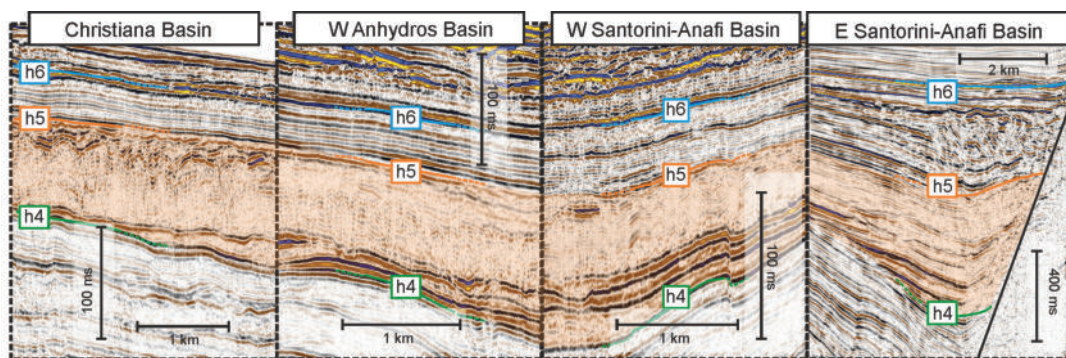 Christiana Basin
W Anhydros Basin
W Santorini-Anafi Basin
E Santorini-Anafi Basin
h6
h5
h4
100 ms
1 km
100 ms
h6
h5
h4
1 km
h6
h5
h4
100 ms
1 km
2 km
h6
h5
h4
400 ms